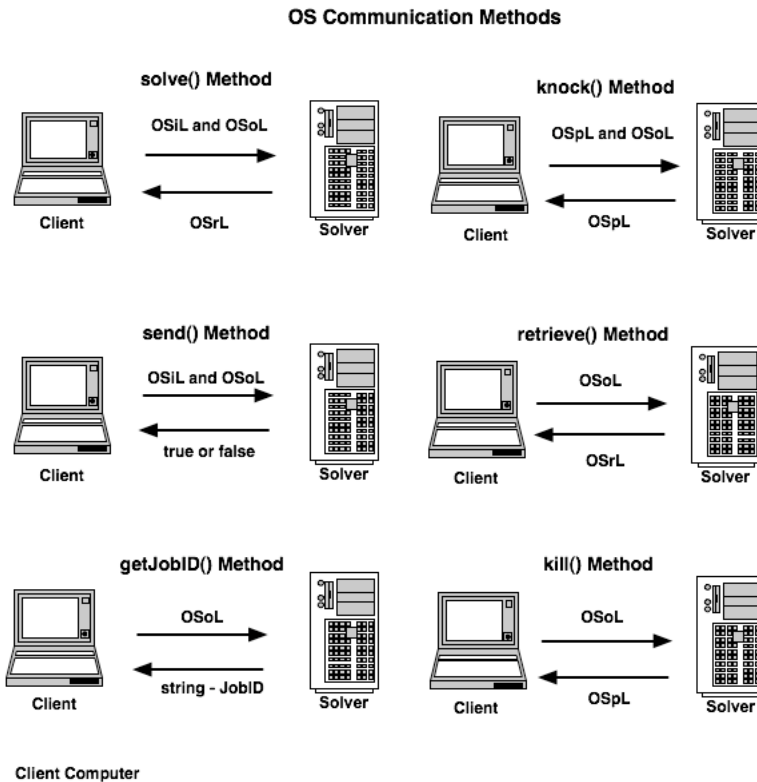 OS Communication Methods
solve() Method
OSiL and OSoL
OSrL
Client
Solver
knock() Method
OSpL and OSoL
OSpL
Client
Solver
send() Method
OSiL and OSoL
true or false
Client
Solver
retrieve() Method
OSoL
OSrL
Client
Solver
getJobID() Method
OSoL
string - JobID
Client
Solver
kill() Method
OSoL
OSpL
Client
Solver
Client Computer